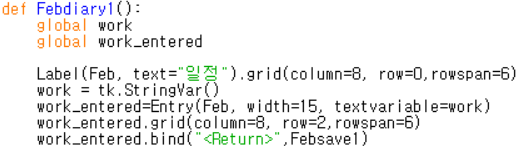 def Febdiary1():
    global work
    global work_entered

    Label(Feb, text="일정").grid(column=8, row=0,rowspan=6)
    work = tk.StringVar()
    work_entered=Entry(Feb, width=15, textvariable=work)
    work_entered.grid(column=8, row=2,rowspan=6)
    work_entered.bind("<Return>",Febsave1)